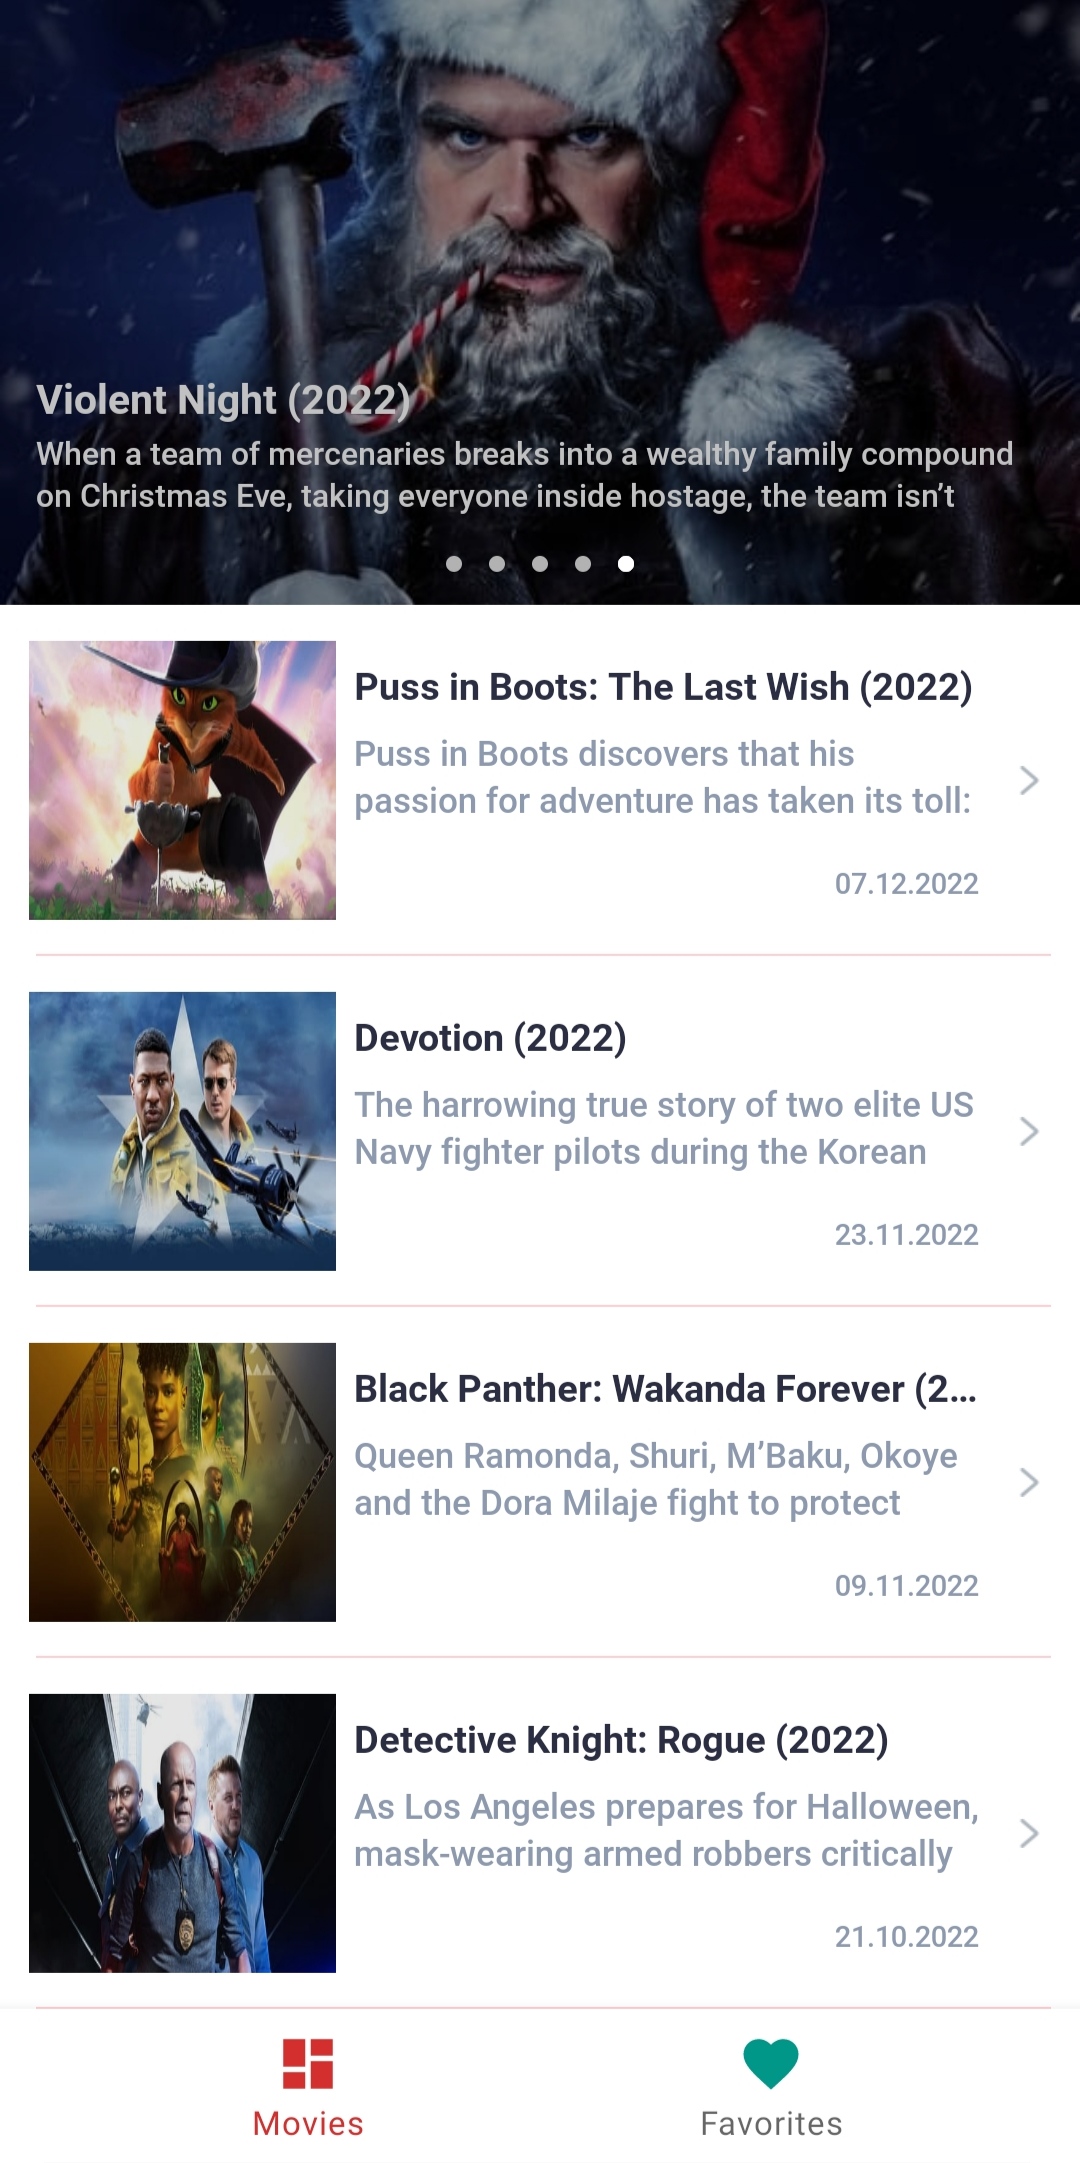 Violent Night (2022)
When a team of mercenaries breaks into a wealthy family compound
on Christmas Eve, taking everyone inside hostage, the team isn’t
Puss in Boots: The Last Wish (2022)
Puss in Boots discovers that his
passion for adventure has taken its toll:
07.12.2022
Devotion (2022)
The harrowing true story of two elite US
Navy fighter pilots during the Korean
23.11.2022
Black Panther: Wakanda Forever (2...
Queen Ramonda, Shuri, M’Baku, Okoye
and the Dora Milaje fight to protect
09.11.2022
Detective Knight: Rogue (2022)
As Los Angeles prepares for Halloween,
mask-wearing armed robbers critically
21.10.2022
Movies
Favorites